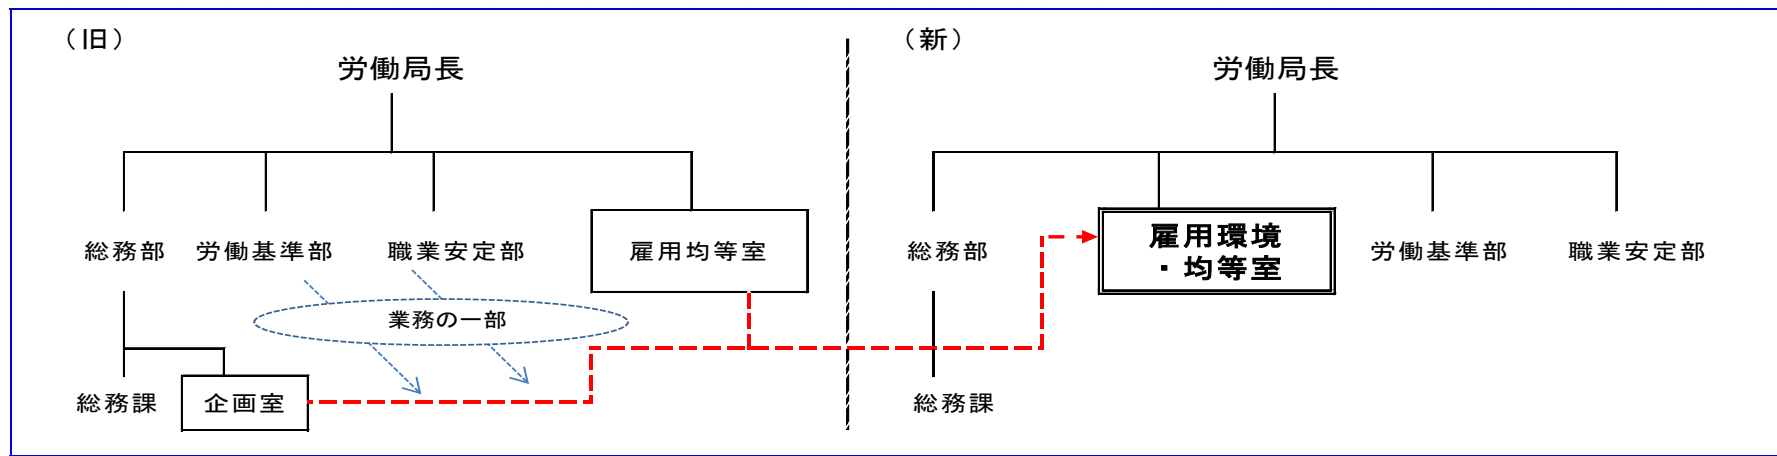 （旧）
労働局長
総務部
労働基準部
職業安定部
雇用均等室
業務の一部
総務課
企画室
（新）
労働局長
総務部
雇用環境
・均等室
労働基準部
職業安定部
総務課